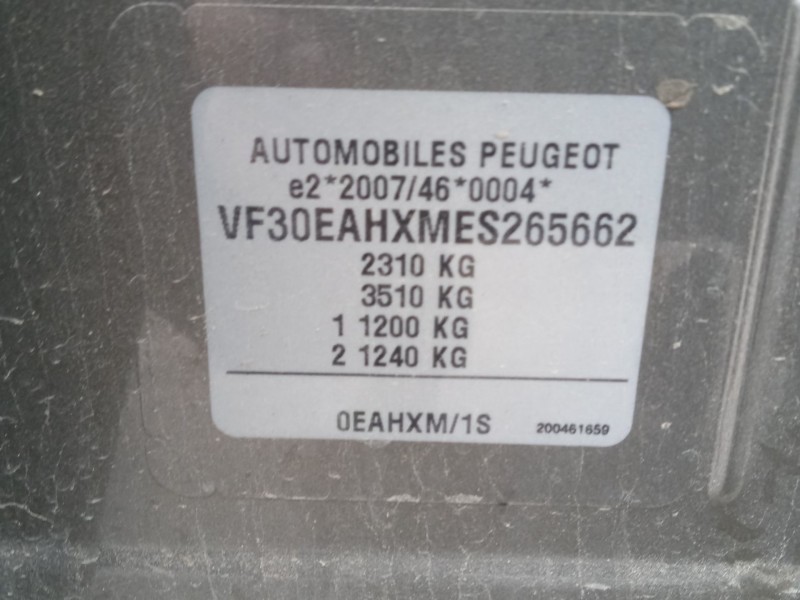 AUTOMOBILES PEUGEOT
e2*2007/46*0004*
VF30EAHXMES265662
2310 KG
3510 KG
1 1200 KG
2 1240 KG
0EAHXM/1S 200461659